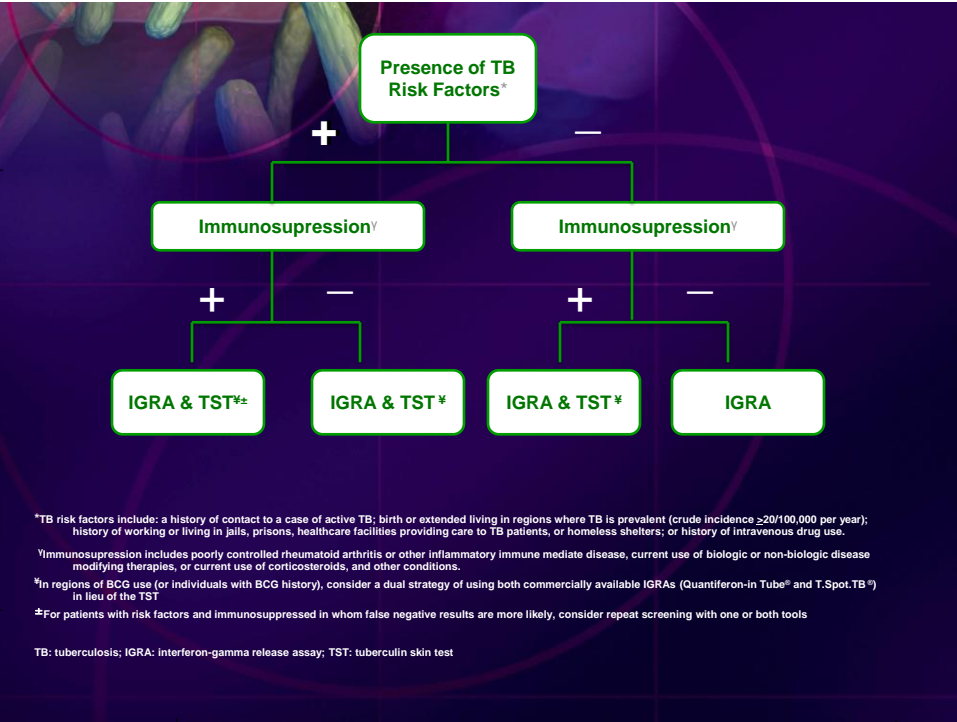 Presence of TB
Risk Factors*
+ —
Immunosupressionᵞ Immunosupressionᵞ
+ — + —
IGRA & TST¥± IGRA & TST ¥ IGRA & TST ¥ IGRA
*TB risk factors include: a history of contact to a case of active TB; birth or extended living in regions where TB is prevalent (crude incidence ≥20/100,000 per year);
history of working or living in jails, prisons, healthcare facilities providing care to TB patients, or homeless shelters; or history of intravenous drug use.
ᵞImmunosupression includes poorly controlled rheumatoid arthritis or other inflammatory immune mediate disease, current use of biologic or non-biologic disease
modifying therapies, or current use of corticosteroids, and other conditions.
¥In regions of BCG use (or individuals with BCG history), consider a dual strategy of using both commercially available IGRAs (Quantiferon-in Tube® and T.Spot.TB ®)
in lieu of the TST
±For patients with risk factors and immunosuppressed in whom false negative results are more likely, consider repeat screening with one or both tools
TB: tuberculosis; IGRA: interferon-gamma release assay; TST: tuberculin skin test